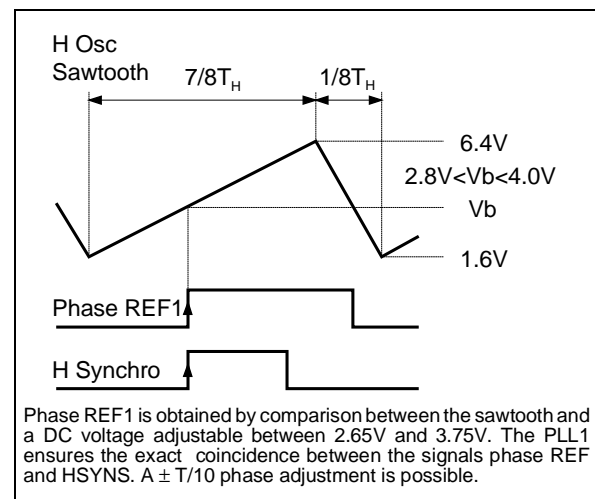 H Osc
Sawtooth
7/8T_H
1/8T_H
6.4V
2.8V<Vb<4.0V
Vb
1.6V
Phase REF1
H Synchro
Phase REF1 is obtained by comparison between the sawtooth and
a DC voltage adjustable between 2.65V and 3.75V. The PLL1
ensures the exact coincidence between the signals phase REF
and HSYNS. A ± T/10 phase adjustment is possible.